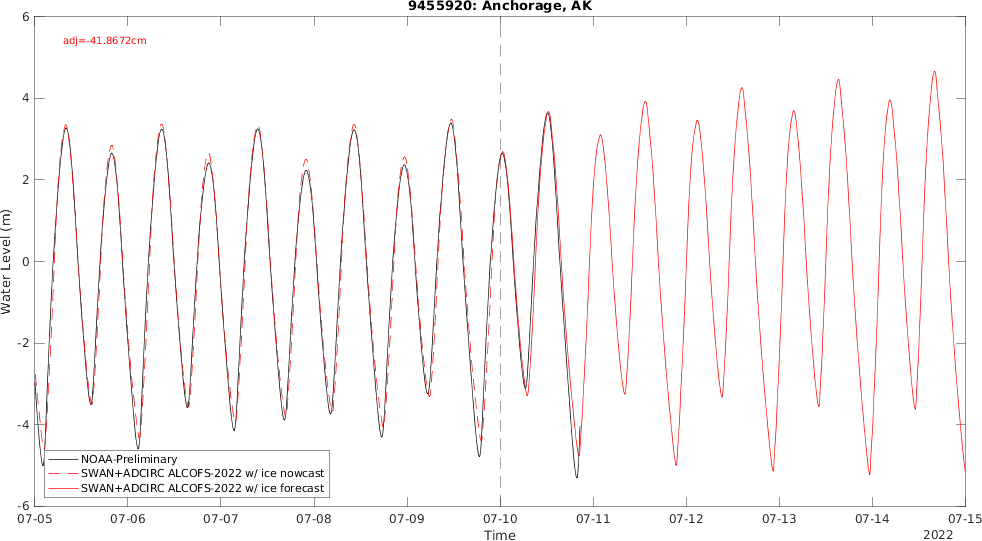 9455920: Anchorage, AK
adj=-41.8672cm
Water Level (m)
6
4
2
0
-2
-4
-6
NOAA-Preliminary
SWAN+ADCIRC ALCOFS-2022 w/ ice nowcast
SWAN+ADCIRC ALCOFS-2022 w/ ice forecast
07-05 07-06 07-07 07-08 07-09 07-10 07-11 07-12 07-13 07-14 07-15
Time
2022